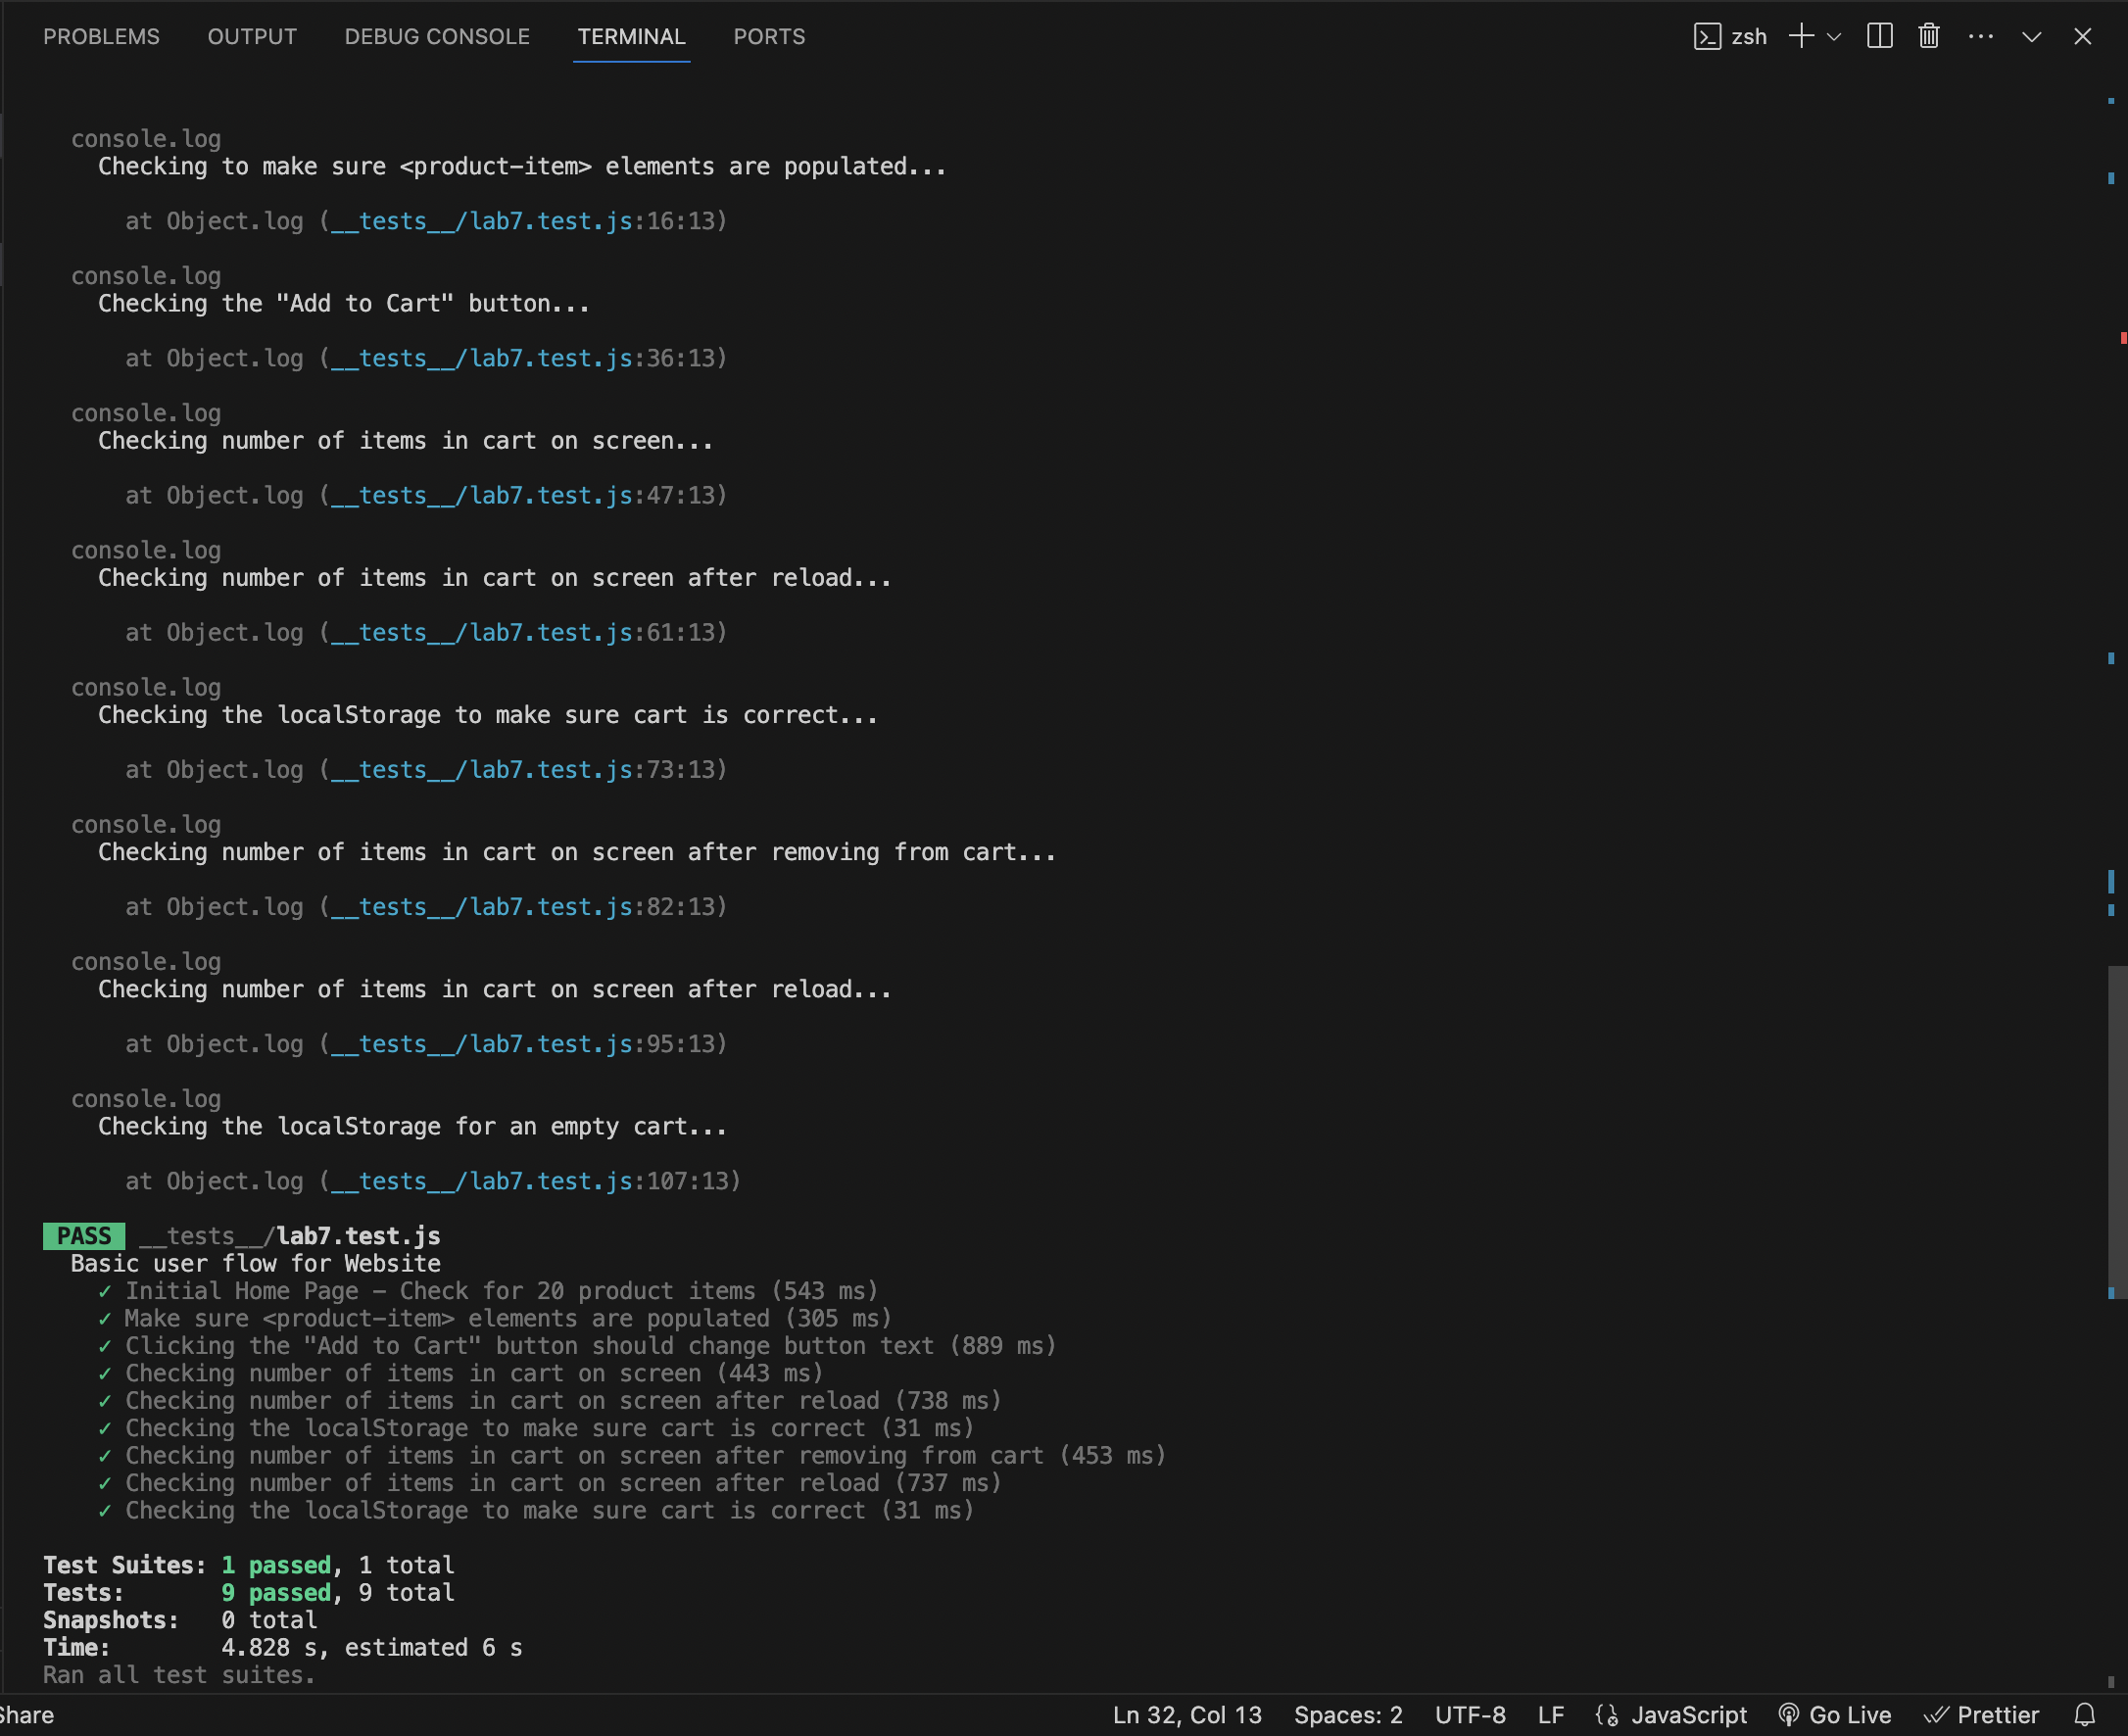 PROBLEMS OUTPUT DEBUG CONSOLE TERMINAL PORTS zsh
console.log
Checking to make sure <product-item> elements are populated...
at Object.log (__tests__/lab7.test.js:16:13)
console.log
Checking the "Add to Cart" button...
at Object.log (__tests__/lab7.test.js:36:13)
console.log
Checking number of items in cart on screen...
at Object.log (__tests__/lab7.test.js:47:13)
console.log
Checking number of items in cart on screen after reload...
at Object.log (__tests__/lab7.test.js:61:13)
console.log
Checking the localStorage to make sure cart is correct...
at Object.log (__tests__/lab7.test.js:73:13)
console.log
Checking number of items in cart on screen after removing from cart...
at Object.log (__tests__/lab7.test.js:82:13)
console.log
Checking number of items in cart on screen after reload...
at Object.log (__tests__/lab7.test.js:95:13)
console.log
Checking the localStorage for an empty cart...
at Object.log (__tests__/lab7.test.js:107:13)
PASS __tests__/lab7.test.js
Basic user flow for Website
✓ Initial Home Page - Check for 20 product items (543 ms)
✓ Make sure <product-item> elements are populated (305 ms)
✓ Clicking the "Add to Cart" button should change button text (889 ms)
✓ Checking number of items in cart on screen (443 ms)
✓ Checking number of items in cart on screen after reload (738 ms)
✓ Checking the localStorage to make sure cart is correct (31 ms)
✓ Checking number of items in cart on screen after removing from cart (453 ms)
✓ Checking number of items in cart on screen after reload (737 ms)
✓ Checking the localStorage to make sure cart is correct (31 ms)
Test Suites: 1 passed, 1 total
Tests: 9 passed, 9 total
Snapshots: 0 total
Time: 4.828 s, estimated 6 s
Ran all test suites.
Share Ln 32, Col 13 Spaces: 2 UTF-8 LF JavaScript Go Live Prettier